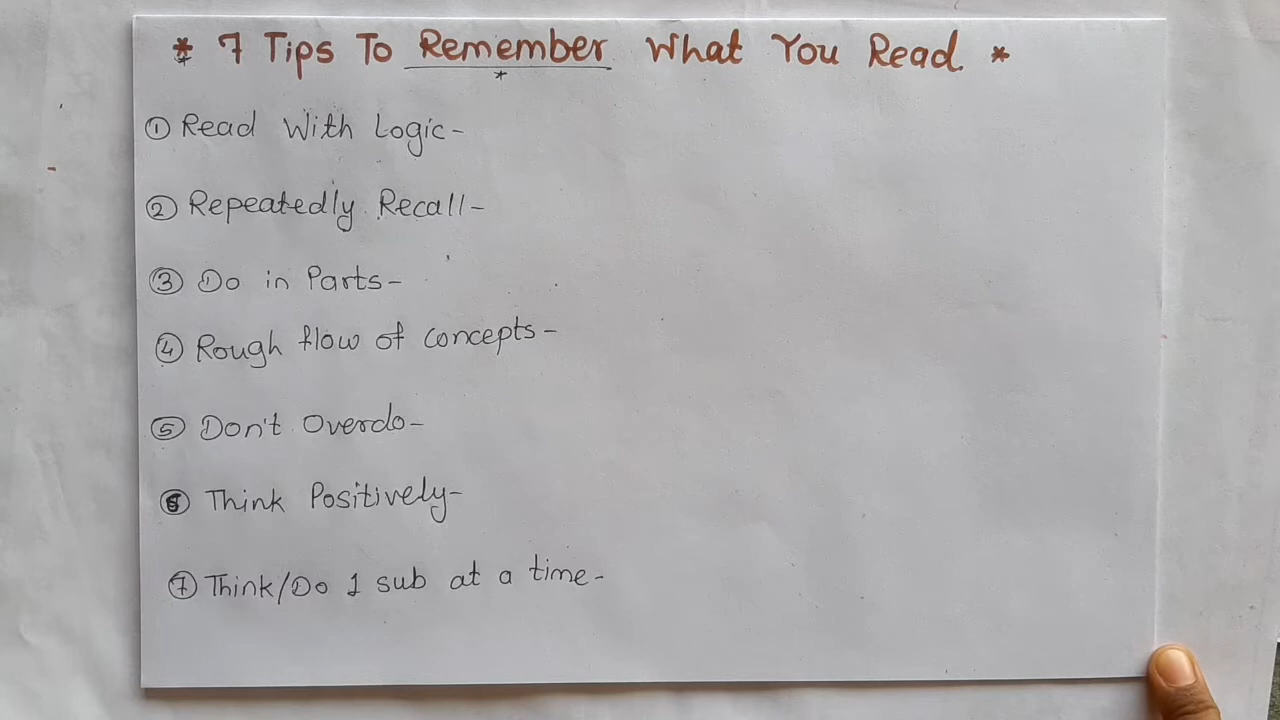 * 7 Tips To Remember What You Read. *
*
① Read With Logic-
② Repeatedly Recall-
③ Do in Parts-
④ Rough flow of concepts-
⑤ Don't Overdo-
⑥ Think Positively-
⑦ Think/Do 1 sub at a time-